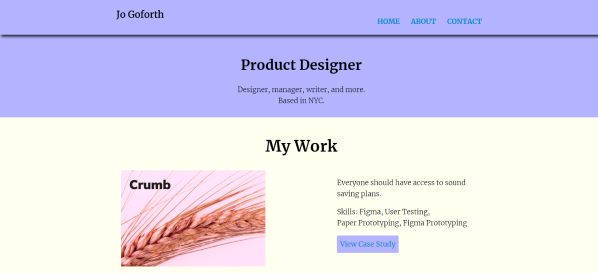 Jo Goforth
HOME ABOUT CONTACT
Product Designer
Designer, manager, writer, and more.
Based in NYC.
My Work
Crumb
Everyone should have access to sound
saving plans.
Skills: Figma, User Testing,
Paper Prototyping, Figma Prototyping
View Case Study